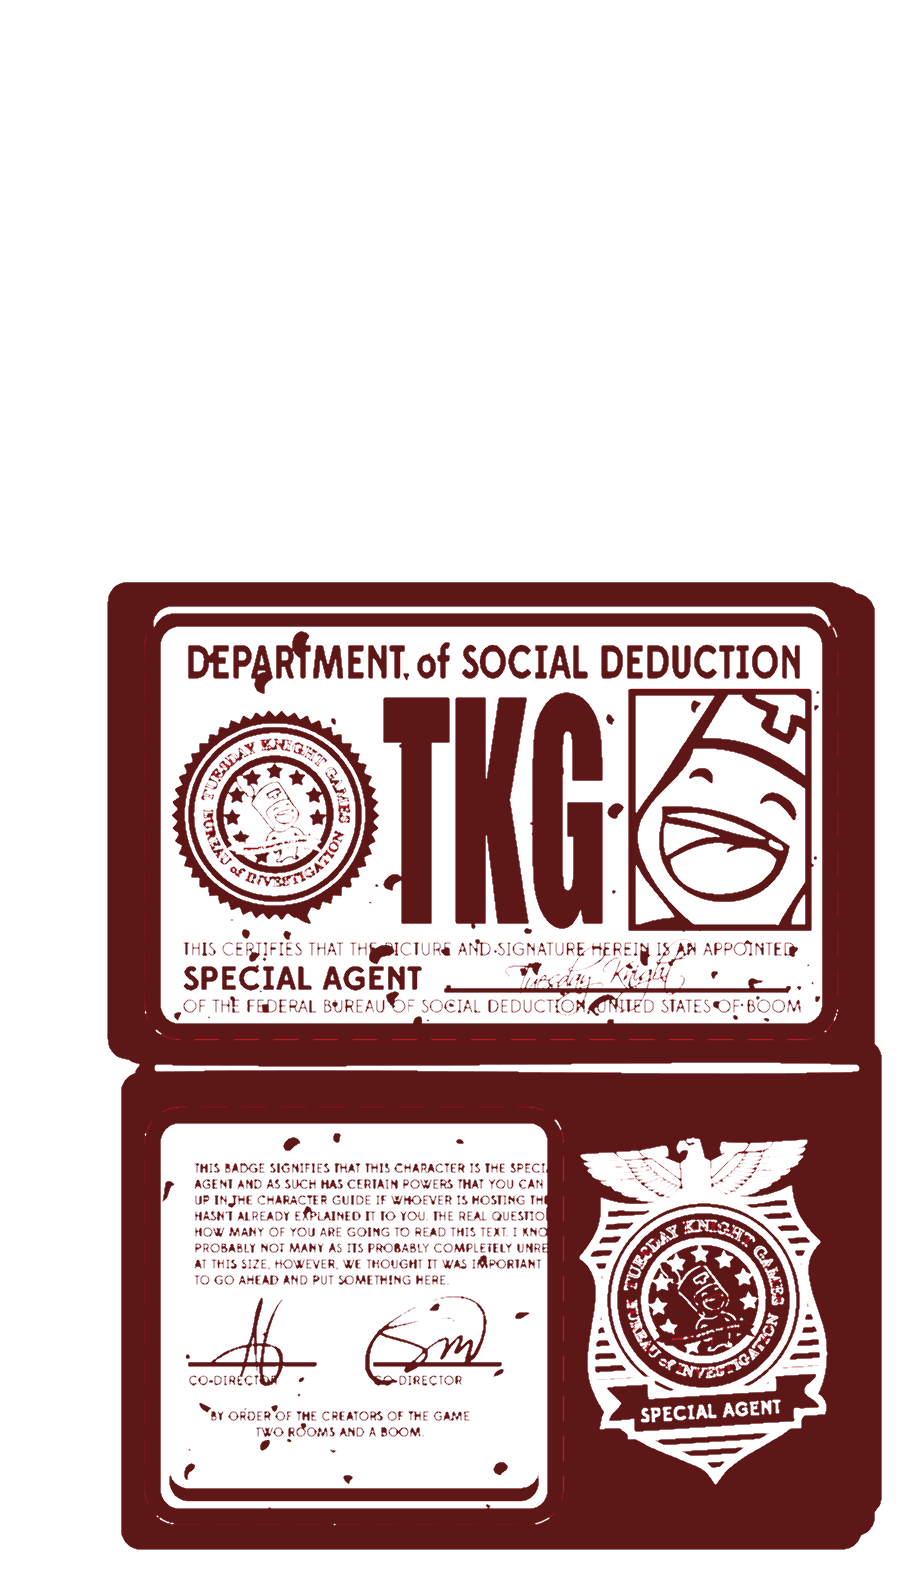 DEPARTMENT of SOCIAL DEDUCTION
TUESDAY KNIGHT GAMES
BUREAU of INVESTIGATION
TKG
THIS CERTIFIES THAT THE PICTURE AND SIGNATURE HEREIN IS AN APPOINTED
SPECIAL AGENT Tuesday Knight
OF THE FEDERAL BUREAU OF SOCIAL DEDUCTION, UNITED STATES OF BOOM
THIS BADGE SIGNIFIES THAT THIS CHARACTER IS THE SPECI
AGENT AND AS SUCH HAS CERTAIN POWERS THAT YOU CAN
UP IN THE CHARACTER GUIDE IF WHOEVER IS HOSTING THE
HASN'T ALREADY EXPLAINED IT TO YOU. THE REAL QUESTIO
HOW MANY OF YOU ARE GOING TO READ THIS TEXT. I KNO
PROBABLY NOT MANY AS ITS PROBABLY COMPLETELY UNRE
AT THIS SIZE, HOWEVER, WE THOUGHT IT WAS IMPORTANT
TO GO AHEAD AND PUT SOMETHING HERE.
CO-DIRECTOR CO-DIRECTOR
BY ORDER OF THE CREATORS OF THE GAME
TWO ROOMS AND A BOOM.
TUESDAY KNIGHT GAMES
BUREAU of INVESTIGATION
SPECIAL AGENT